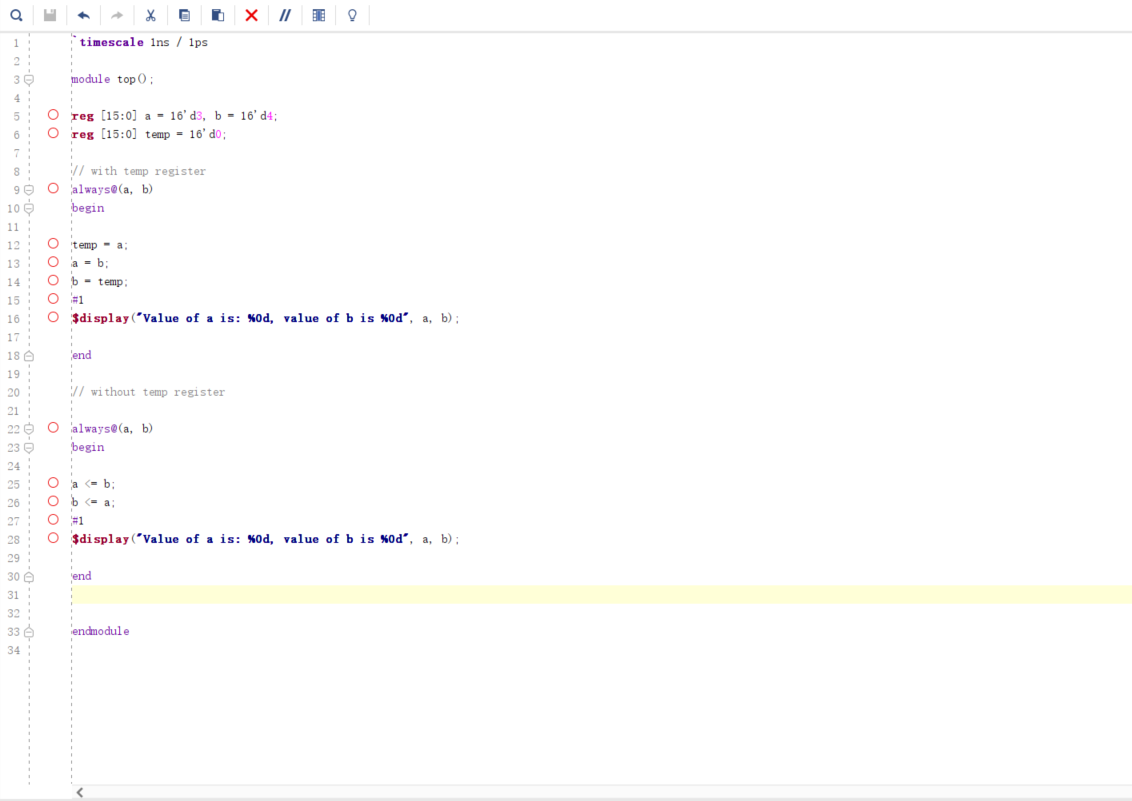 1 `timescale 1ns / 1ps
2
3 module top();
4
5 reg [15:0] a = 16'd3, b = 16'd4;
6 reg [15:0] temp = 16'd0;
7
8 // with temp register
9 always@(a, b)
10 begin
11
12 temp = a;
13 a = b;
14 b = temp;
15 #1
16 $display("Value of a is: %0d, value of b is %0d", a, b);
17
18 end
19
20 // without temp register
21
22 always@(a, b)
23 begin
24
25 a <= b;
26 b <= a;
27 #1
28 $display("Value of a is: %0d, value of b is %0d", a, b);
29
30 end
31
32
33 endmodule
34